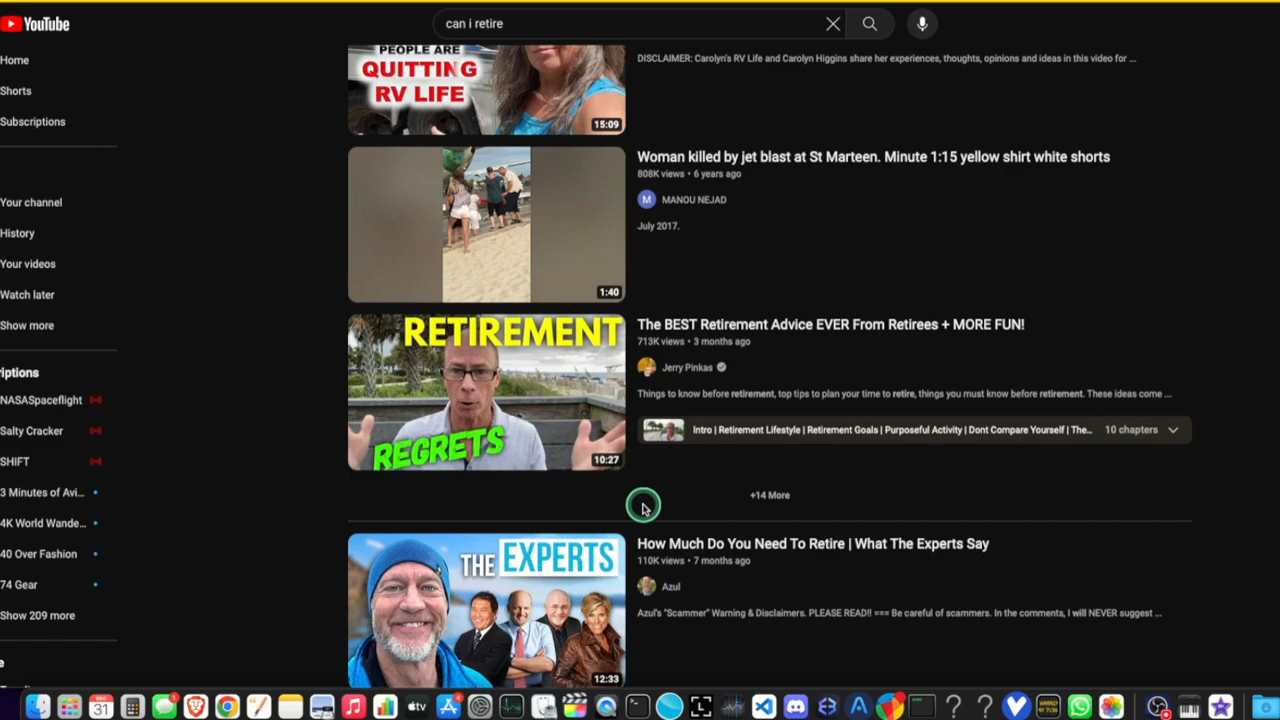 YouTube
can i retire
Home
Shorts
Subscriptions
Your channel
History
Your videos
Watch later
Show more
riptions
NASASpaceflight
Salty Cracker
SHIFT
3 Minutes of Avi...
4K World Wande...
40 Over Fashion
74 Gear
Show 209 more
e
PEOPLE ARE
QUITTING
RV LIFE
15:09
DISCLAIMER: Carolyn's RV Life and Carolyn Higgins share her experiences, thoughts, opinions and ideas in this video for ...
1:40
Woman killed by jet blast at St Marteen. Minute 1:15 yellow shirt white shorts
808K views • 6 years ago
M MANOU NEJAD
July 2017.
RETIREMENT
REGRETS
10:27
The BEST Retirement Advice EVER From Retirees + MORE FUN!
713K views • 3 months ago
Jerry Pinkas
Things to know before retirement, top tips to plan your time to retire, things you must know before retirement. These ideas come ...
Intro | Retirement Lifestyle | Retirement Goals | Purposeful Activity | Dont Compare Yourself | The... 10 chapters
+14 More
THE EXPERTS
12:33
How Much Do You Need To Retire | What The Experts Say
110K views • 7 months ago
Azul
Azul's "Scammer" Warning & Disclaimers. PLEASE READ!! === Be careful of scammers. In the comments, I will NEVER suggest ...
DEC
31
1
tv
4